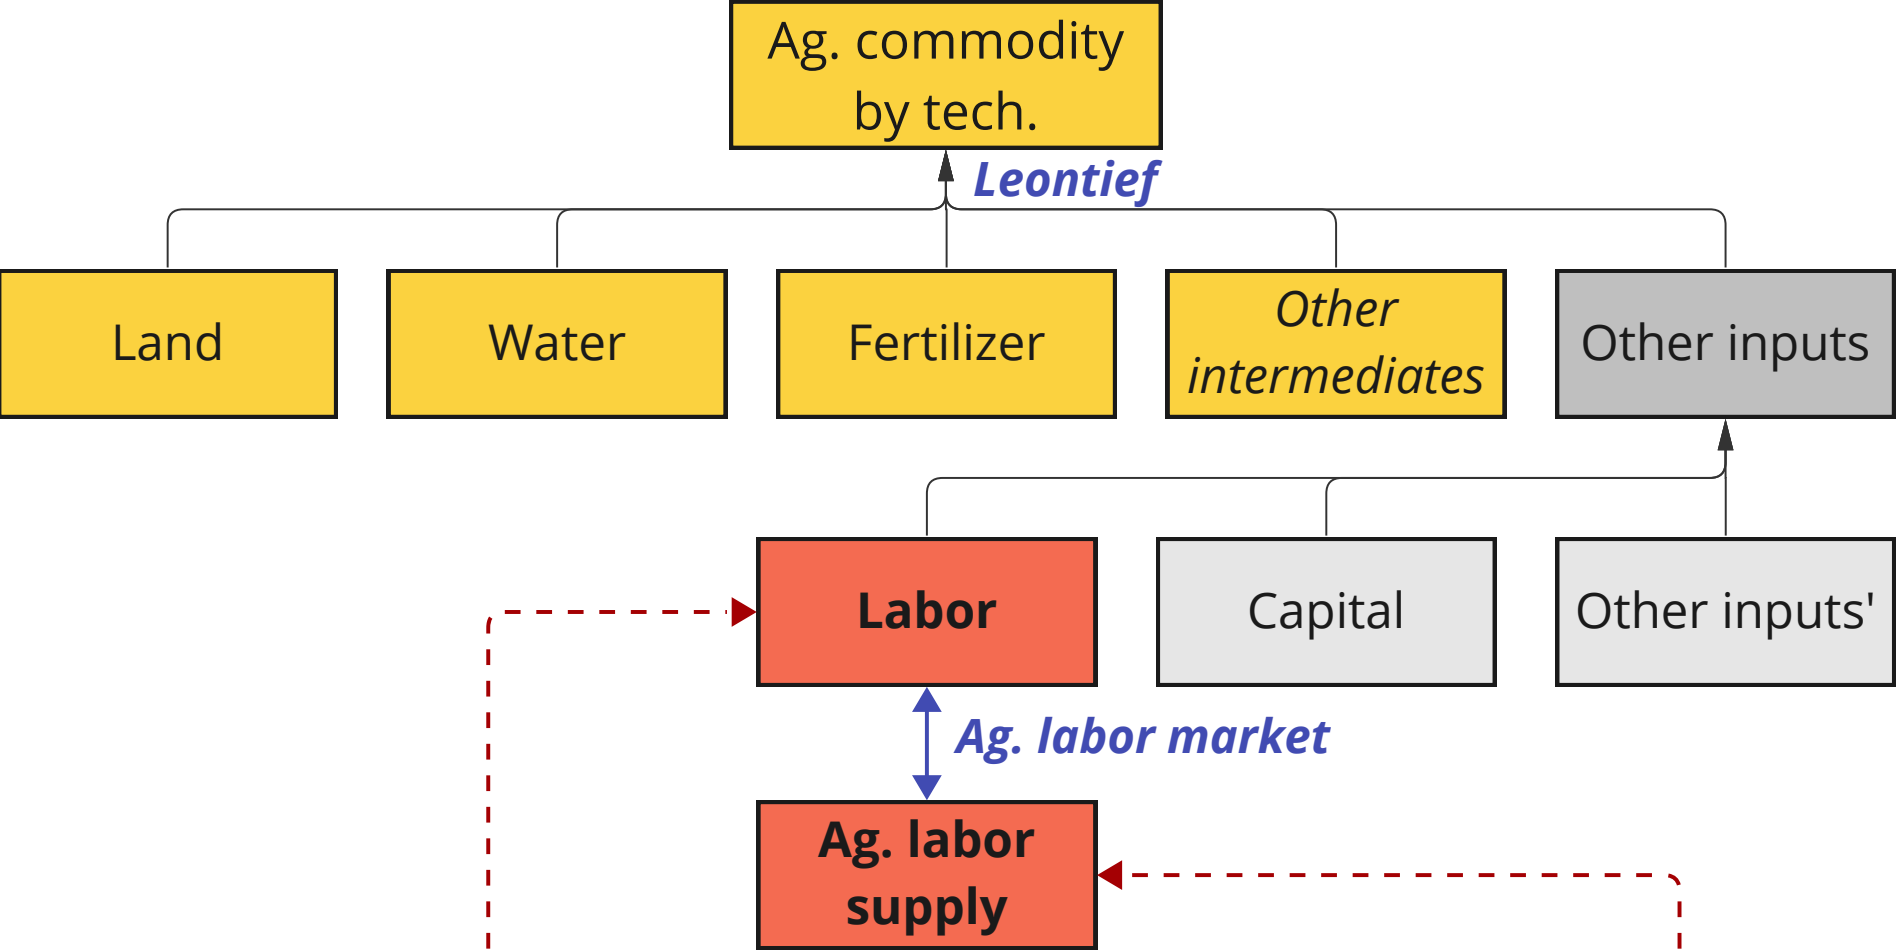 Ag. commodity
by tech.
Leontief
Land
Water
Fertilizer
Other
intermediates
Other inputs
Labor
Capital
Other inputs'
Ag. labor market
Ag. labor
supply